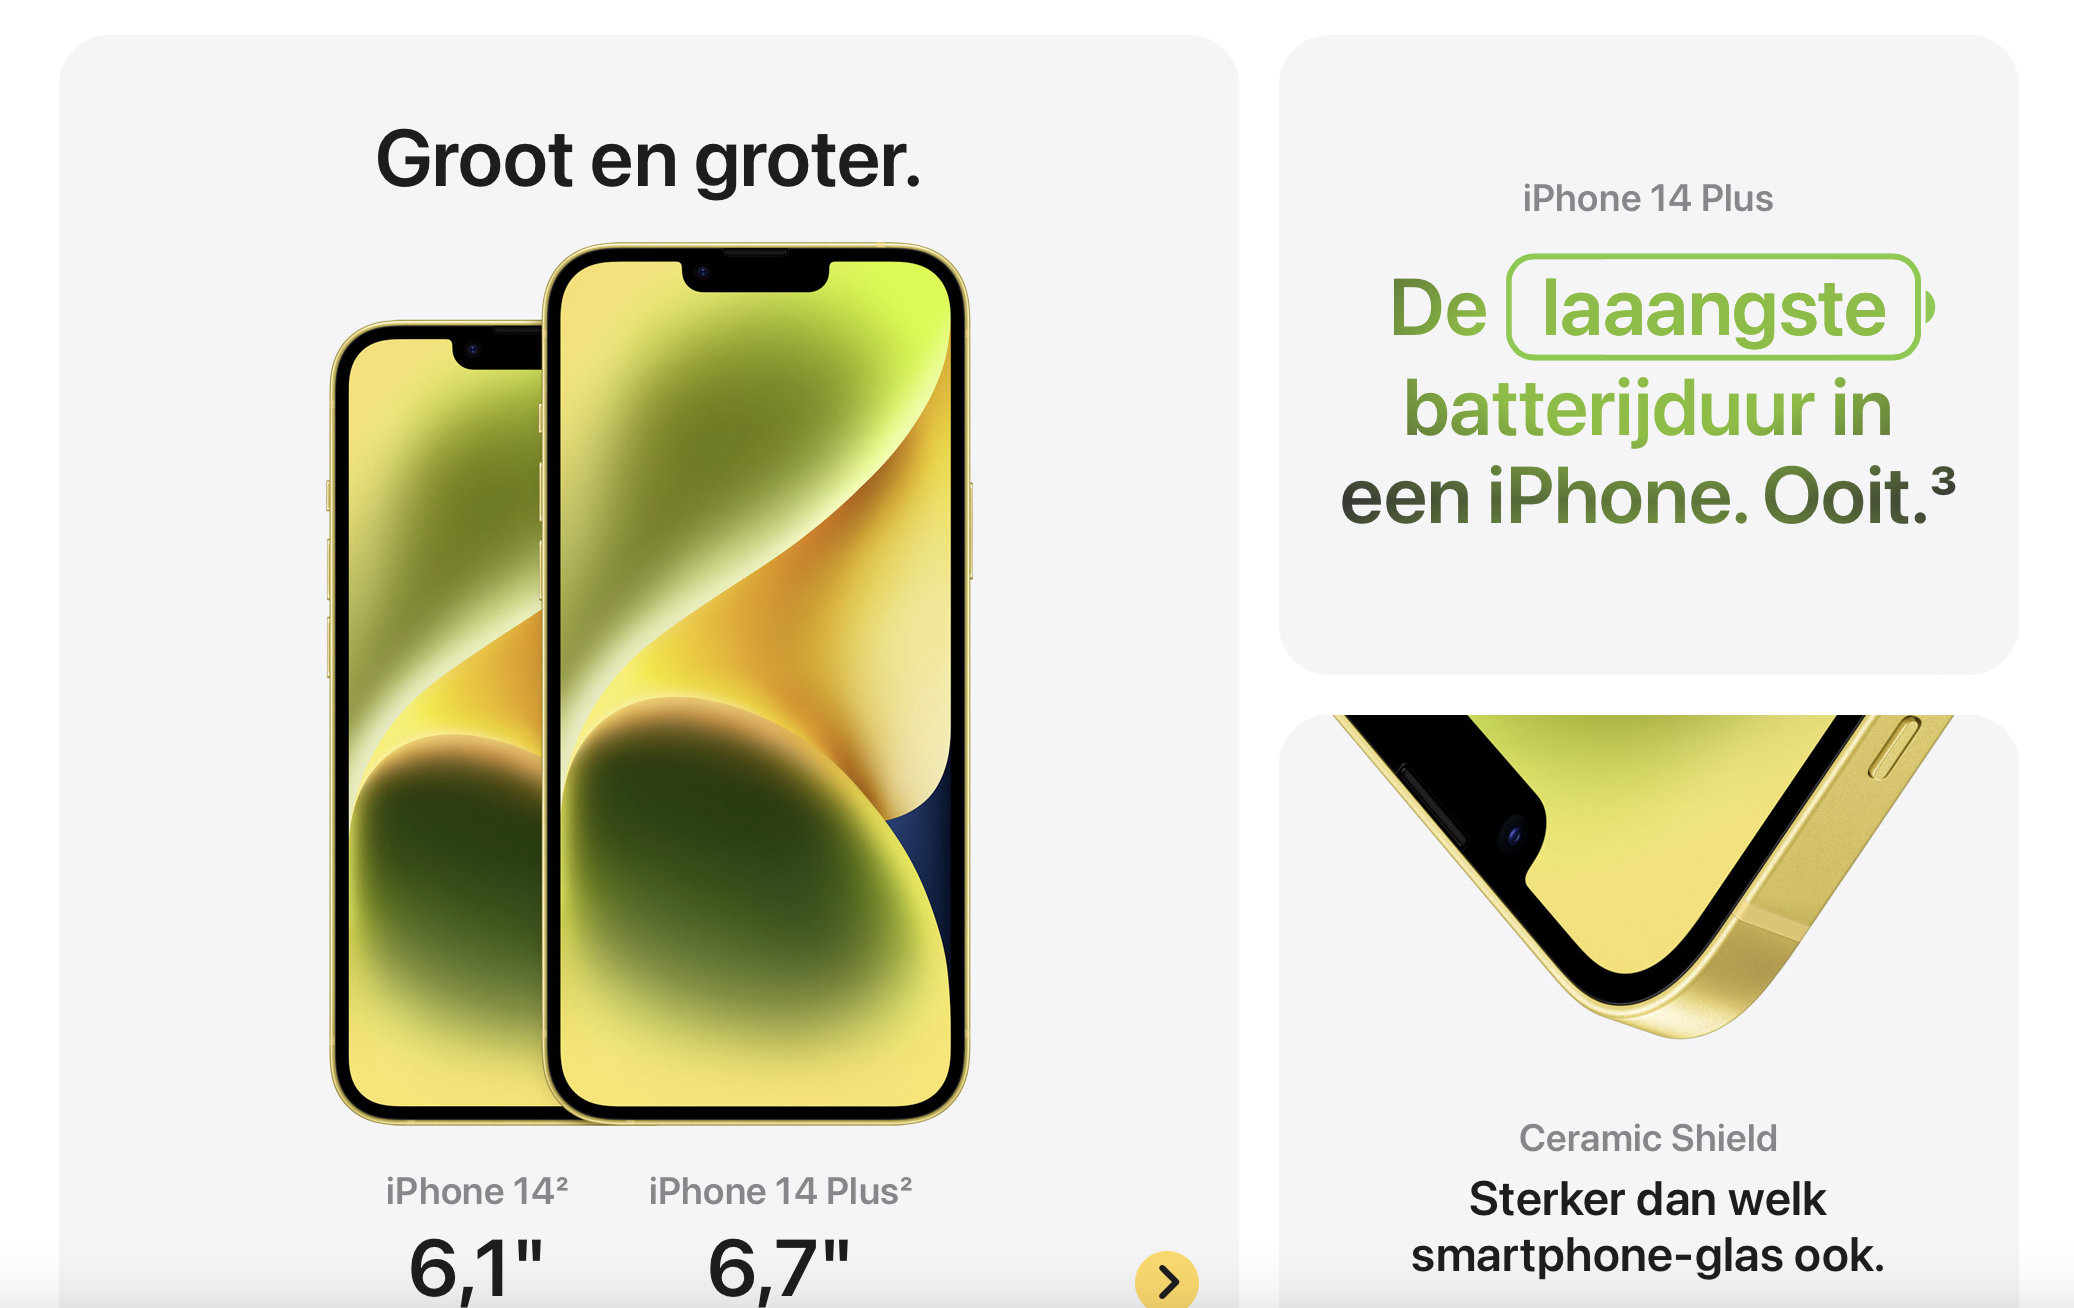 Groot en groter.
iPhone 14²
iPhone 14 Plus²
6,1"
6,7"
iPhone 14 Plus
De laaangste
batterijduur in
een iPhone. Ooit.³
Ceramic Shield
Sterker dan welk
smartphone-glas ook.